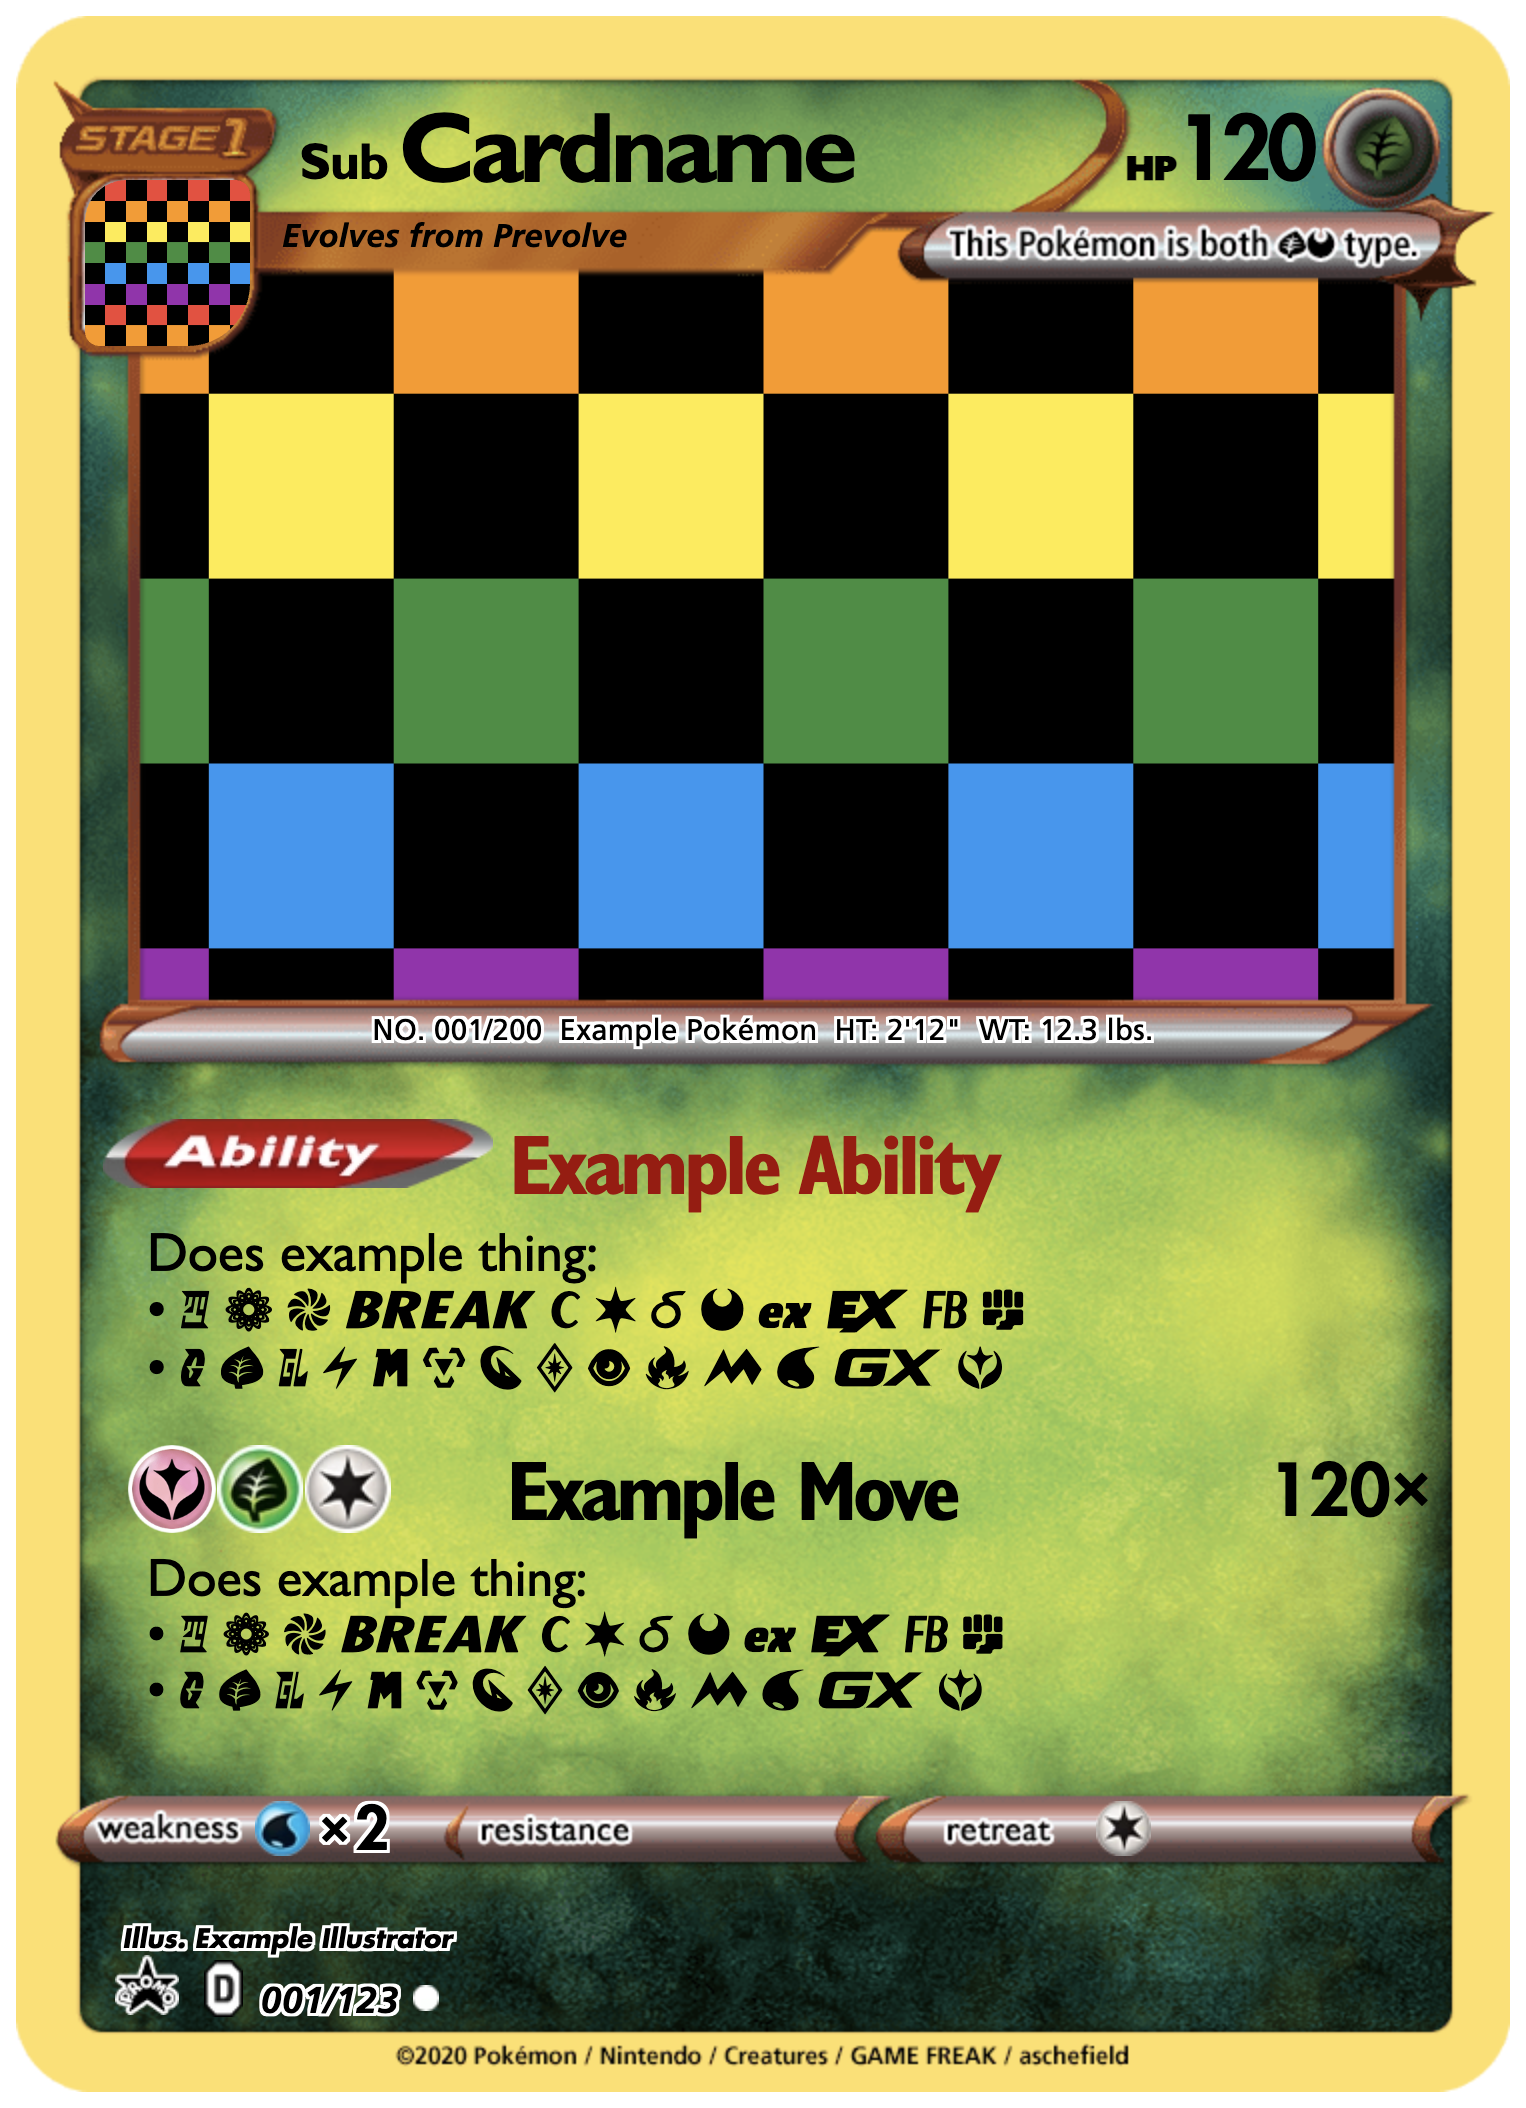 STAGE 1
Sub Cardname
HP 120
Evolves from Prevolve
This Pokémon is both type.
NO. 001/200 Example Pokémon HT: 2'12" WT: 12.3 lbs.
Ability Example Ability
Does example thing:
• BREAK C δ ex EX FB
• G GL M GX
Example Move 120×
Does example thing:
• BREAK C δ ex EX FB
• G GL M GX
weakness ×2 resistance retreat
Illus. Example Illustrator
PROMO D 001/123
©2020 Pokémon / Nintendo / Creatures / GAME FREAK / aschefield